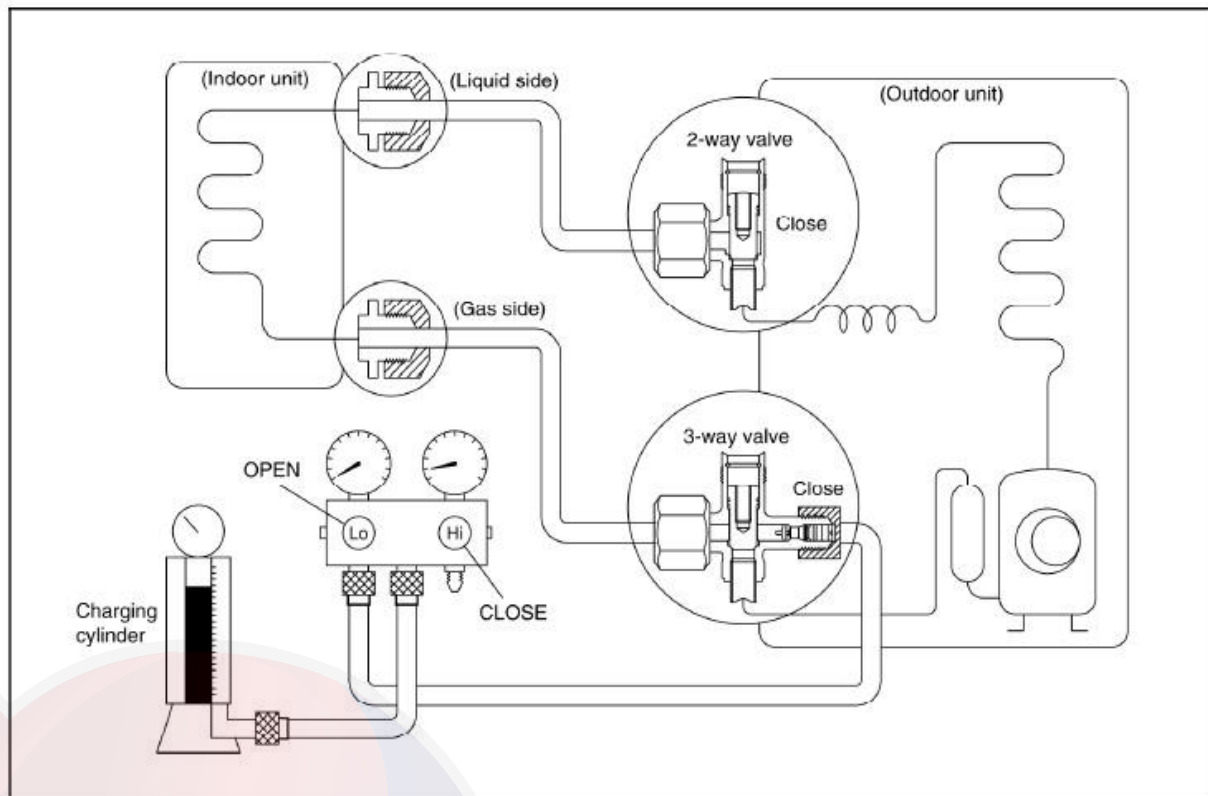 (Indoor unit)
(Liquid side)
(Outdoor unit)
2-way valve
Close
(Gas side)
3-way valve
Close
OPEN
Lo
Hi
CLOSE
Charging
cylinder